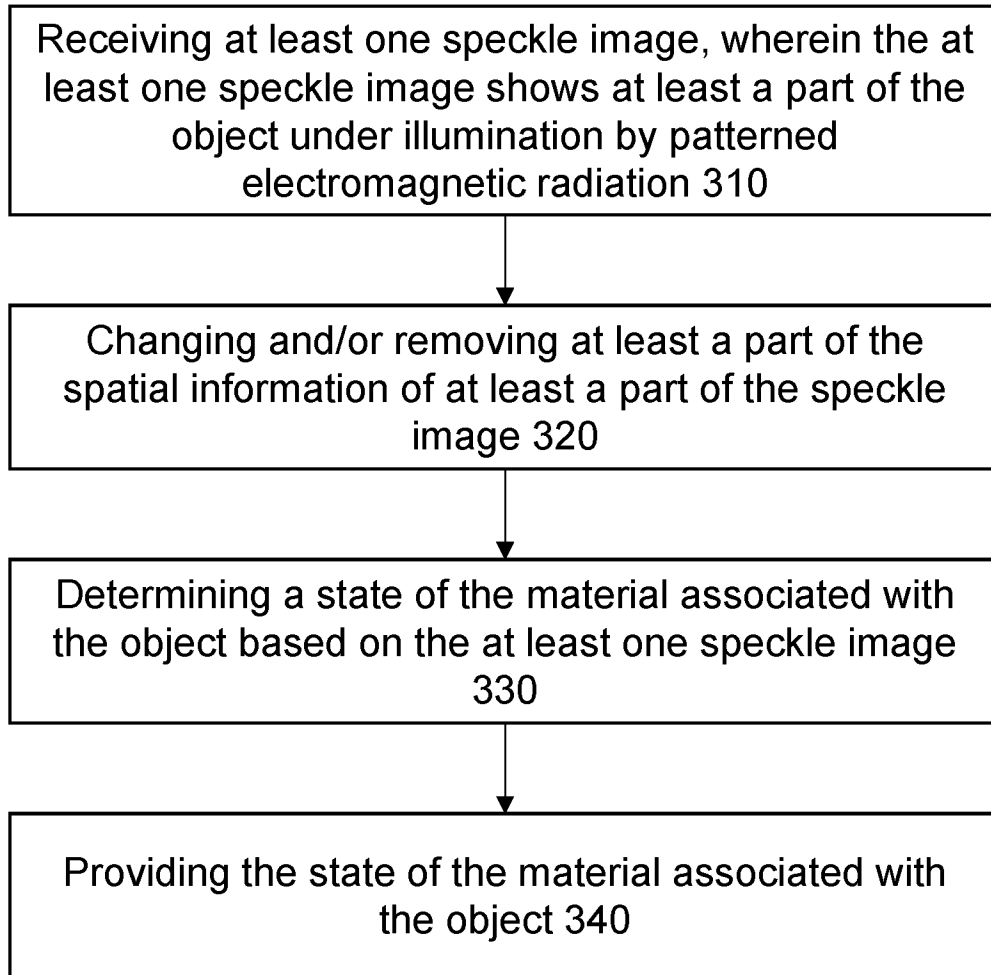 Receiving at least one speckle image, wherein the at
least one speckle image shows at least a part of the
object under illumination by patterned
electromagnetic radiation 310
Changing and/or removing at least a part of the
spatial information of at least a part of the speckle
image 320
Determining a state of the material associated with
the object based on the at least one speckle image
330
Providing the state of the material associated with
the object 340